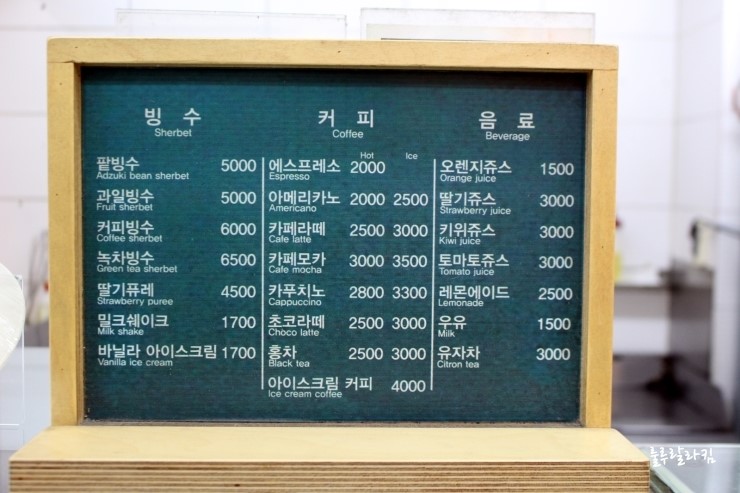 빙 수
Sherbet
팥빙수 5000
Adzuki bean sherbet
과일빙수 5000
Fruit sherbet
커피빙수 6000
Coffee sherbet
녹차빙수 6500
Green tea sherbet
딸기퓨레 4500
Strawberry puree
밀크쉐이크 1700
Milk shake
바닐라 아이스크림 1700
Vanilla ice cream
커 피
Coffee
Hot Ice
에스프레소 2000
Espresso
아메리카노 2000 2500
Americano
카페라떼 2500 3000
Cafe latte
카페모카 3000 3500
Cafe mocha
카푸치노 2800 3300
Cappuccino
초코라떼 2500 3000
Choco latte
홍차 2500 3000
Black tea
아이스크림 커피 4000
Ice cream coffee
음 료
Beverage
오렌지쥬스 1500
Orange juice
딸기쥬스 3000
Strawberry juice
키위쥬스 3000
Kiwi juice
토마토쥬스 3000
Tomato juice
레몬에이드 2500
Lemonade
우유 1500
Milk
유자차 3000
Citron tea
룰루랄라킴